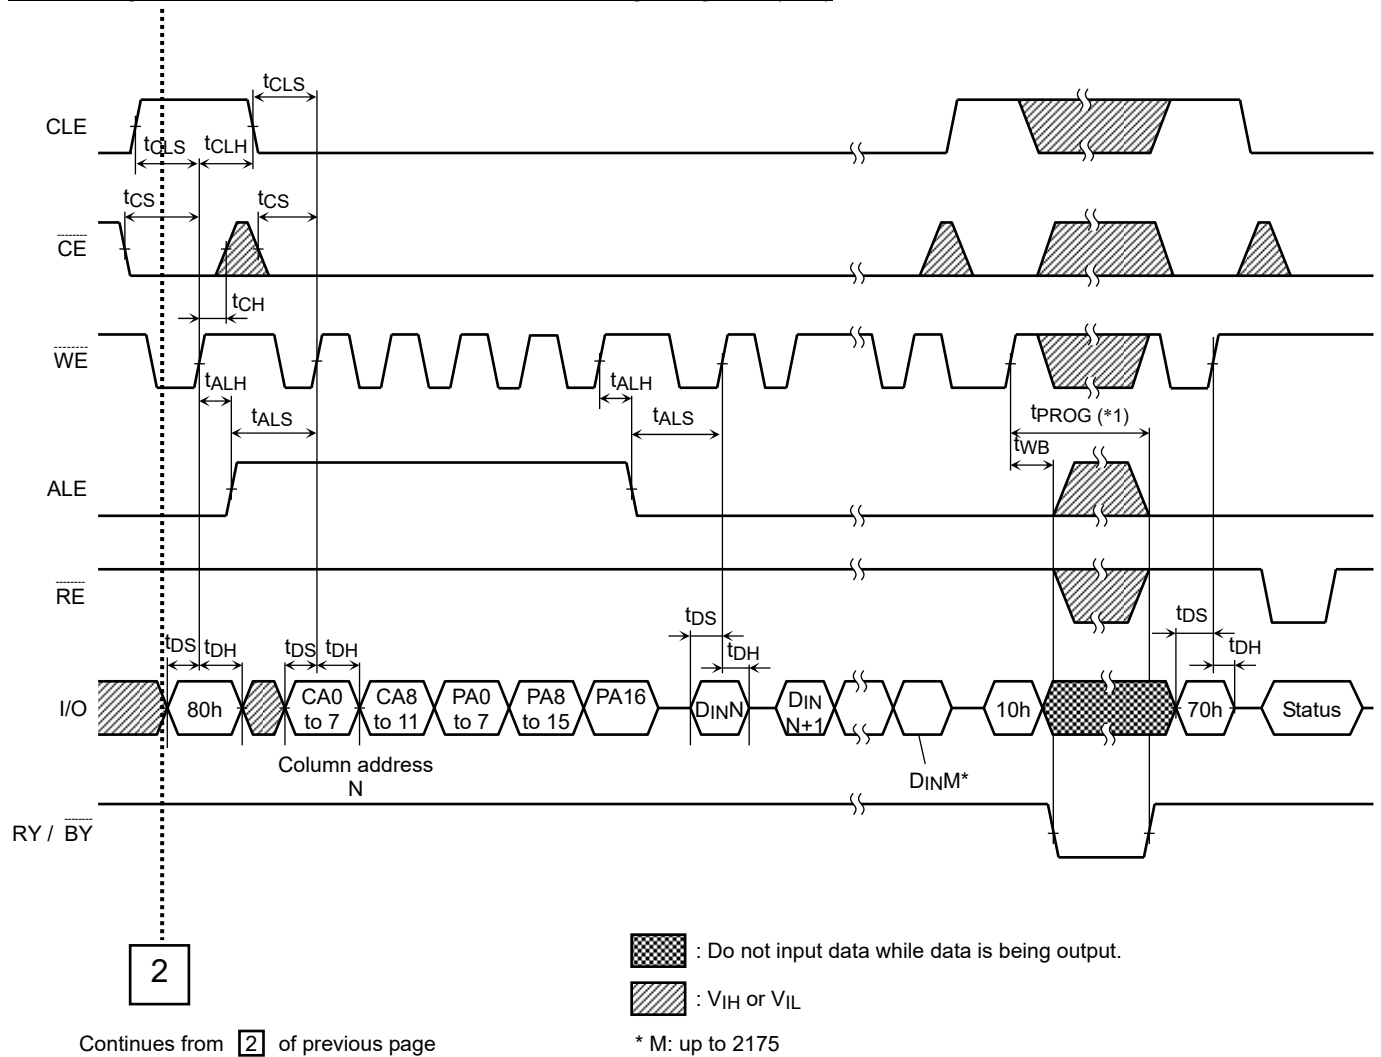 tCLS
CLE
tCLS
tCLH
tCS
tCS
CE
tCH
WE
tALH
tALH
tALS
tALS
tPROG (*1)
tWB
ALE
RE
tDS
tDH
tDS
tDH
tDS
tDH
tDS
tDH
I/O
80h
CA0 to 7
CA8 to 11
PA0 to 7
PA8 to 15
PA16
DINN
DIN N+1
10h
70h
Status
Column address
N
DINM*
RY / BY
2
: Do not input data while data is being output.
: VIH or VIL
Continues from 2 of previous page
* M: up to 2175